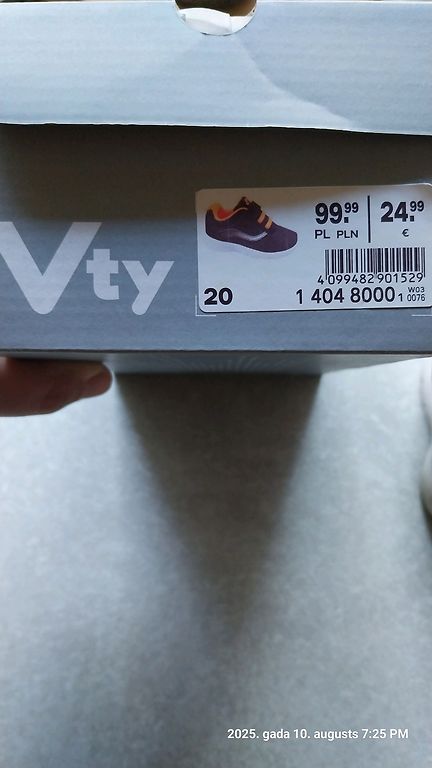 Vty
99.99 24.99
PL PLN €
4099482901529
20 1 404 8000 1 W03 0076
2025. gada 10. augusts 7:25 PM